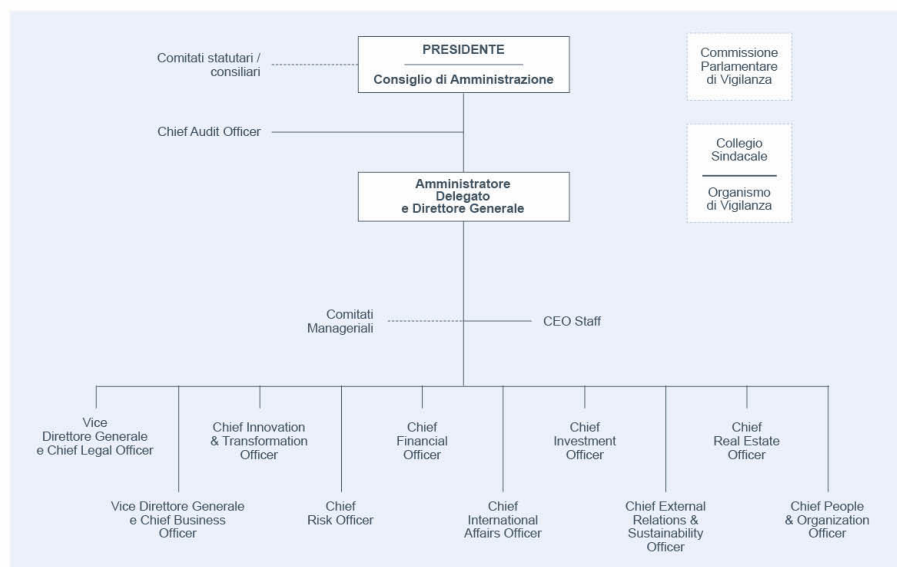 PRESIDENTE
Consiglio di Amministrazione
Comitati statutari /
consiliari
Commissione
Parlamentare
di Vigilanza
Chief Audit Officer
Collegio
Sindacale
Organismo
di Vigilanza
Amministratore
Delegato
e Direttore Generale
Comitati
Manageriali
CEO Staff
Vice
Direttore Generale
e Chief Legal Officer
Chief Innovation
& Transformation
Officer
Chief
Financial
Officer
Chief
Investment
Officer
Chief
Real Estate
Officer
Vice Direttore Generale
e Chief Business
Officer
Chief
Risk Officer
Chief
International
Affairs Officer
Chief External
Relations &
Sustainability
Officer
Chief People
& Organization
Officer